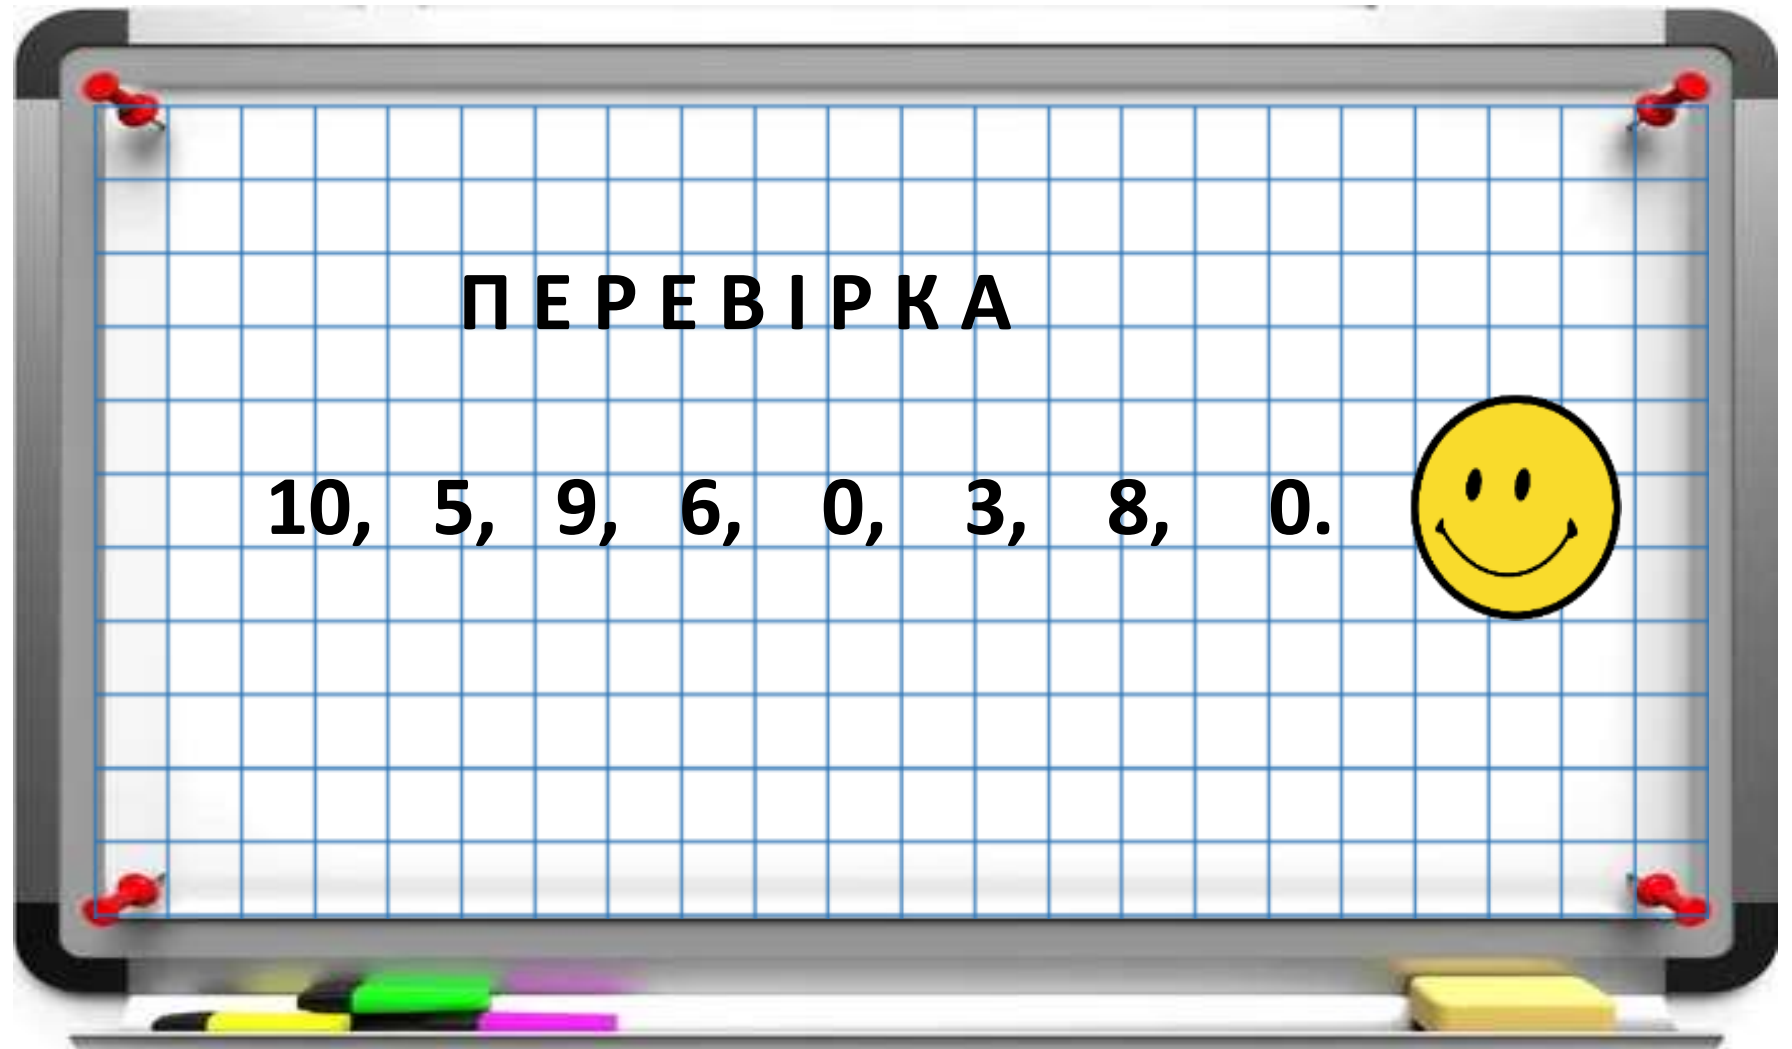 П Е Р Е В І Р К А
10, 5, 9, 6, 0, 3, 8, 0.